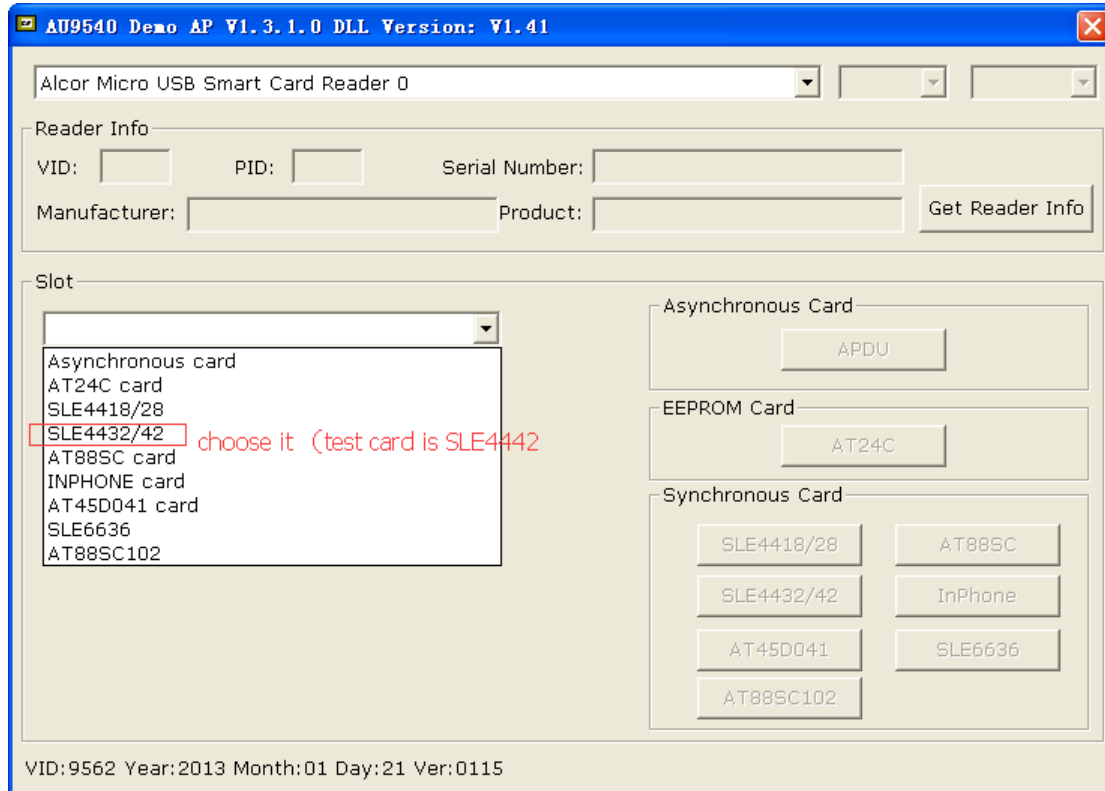 AU9540 Demo AP V1.3.1.0 DLL Version: V1.41
Alcor Micro USB Smart Card Reader 0
Reader Info
VID: PID: Serial Number:
Manufacturer: Product: Get Reader Info
Slot
Asynchronous card
AT24C card
SLE4418/28
SLE4432/42 choose it （test card is SLE4442
AT88SC card
INPHONE card
AT45D041 card
SLE6636
AT88SC102
Asynchronous Card
APDU
EEPROM Card
AT24C
Synchronous Card
SLE4418/28 AT88SC
SLE4432/42 InPhone
AT45D041 SLE6636
AT88SC102
VID:9562 Year:2013 Month:01 Day:21 Ver:0115